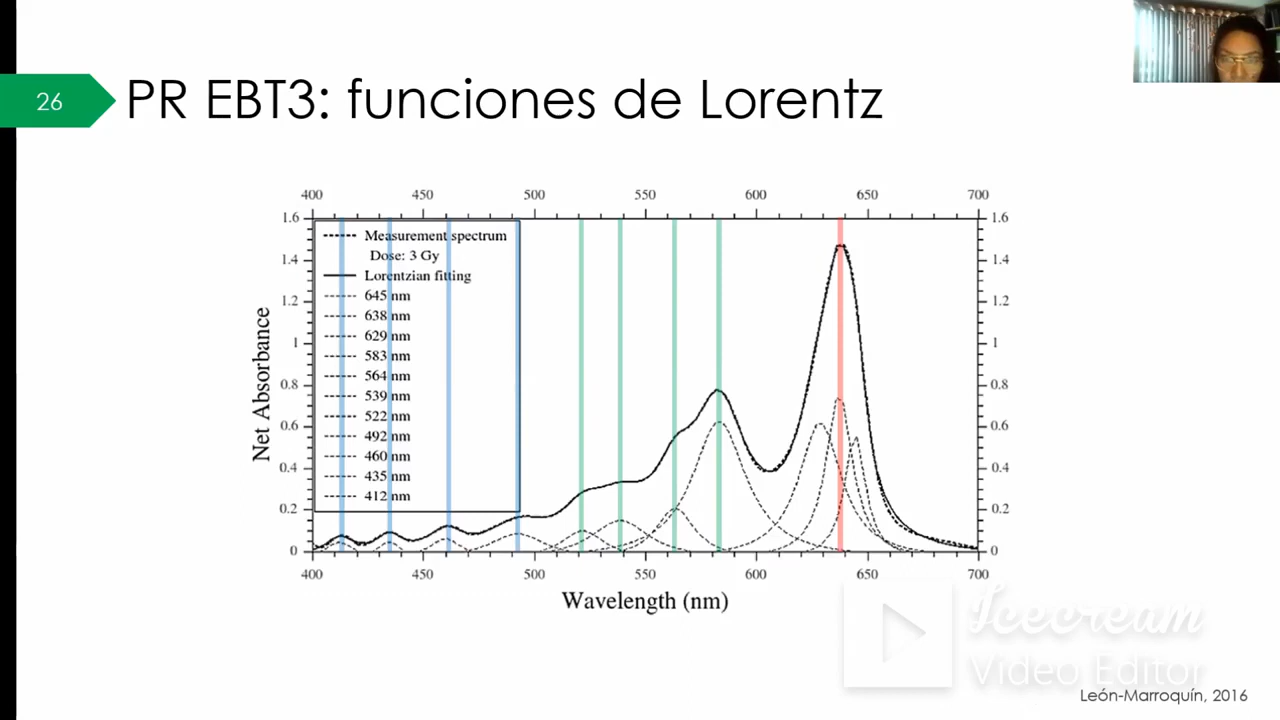 26
PR EBT3: funciones de Lorentz
400 450 500 550 600 650 700
1.6 1.6
1.4 1.4
1.2 1.2
1 1
0.8 0.8
0.6 0.6
0.4 0.4
0.2 0.2
0 0
Net Absorbance
Measurement spectrum
Dose: 3 Gy
Lorentzian fitting
645 nm
638 nm
629 nm
583 nm
564 nm
539 nm
522 nm
492 nm
460 nm
435 nm
412 nm
400 450 500 550 600 650 700
Wavelength (nm)
Icecream
Video Editor
León-Marroquín, 2016